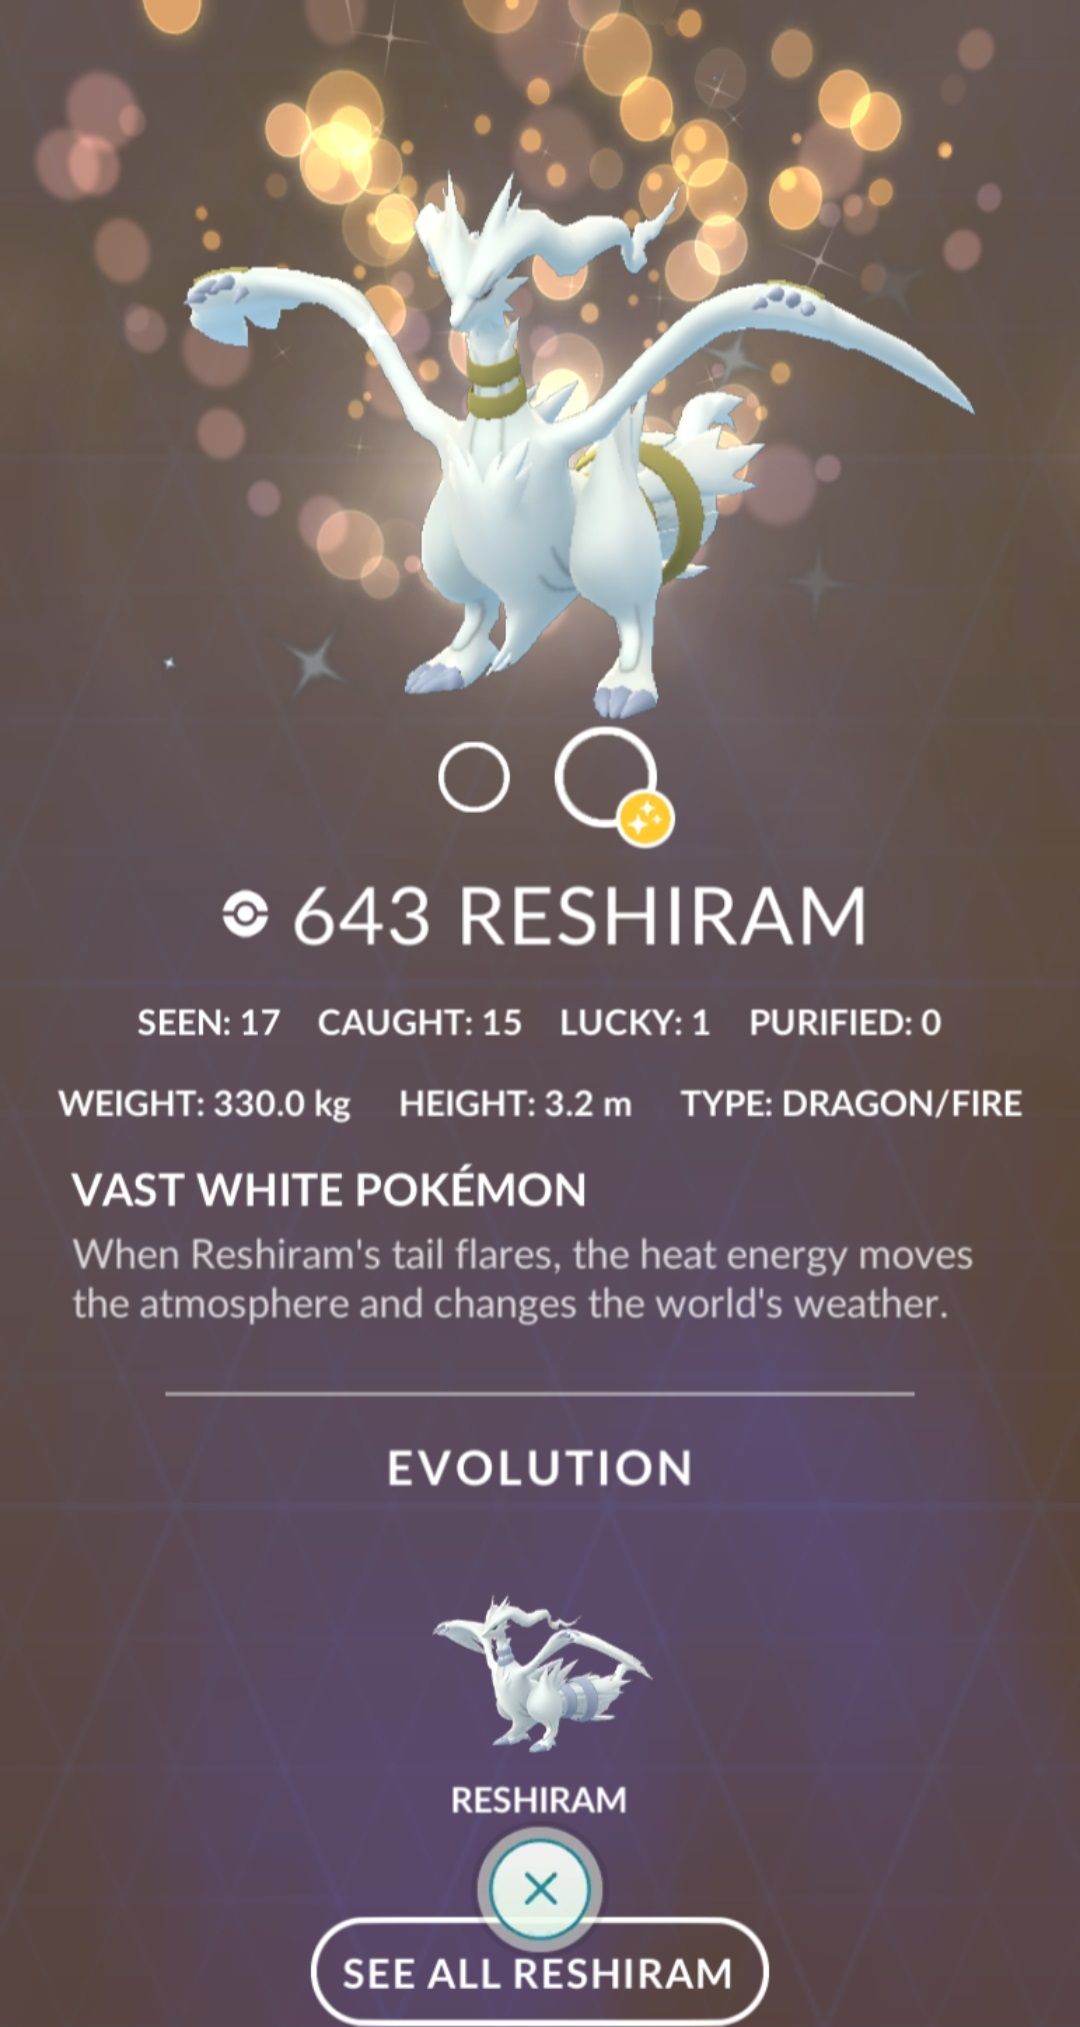 643 RESHIRAM
SEEN: 17 CAUGHT: 15 LUCKY: 1 PURIFIED: 0
WEIGHT: 330.0 kg HEIGHT: 3.2 m TYPE: DRAGON/FIRE
VAST WHITE POKÉMON
When Reshiram's tail flares, the heat energy moves
the atmosphere and changes the world's weather.
EVOLUTION
RESHIRAM
SEE ALL RESHIRAM